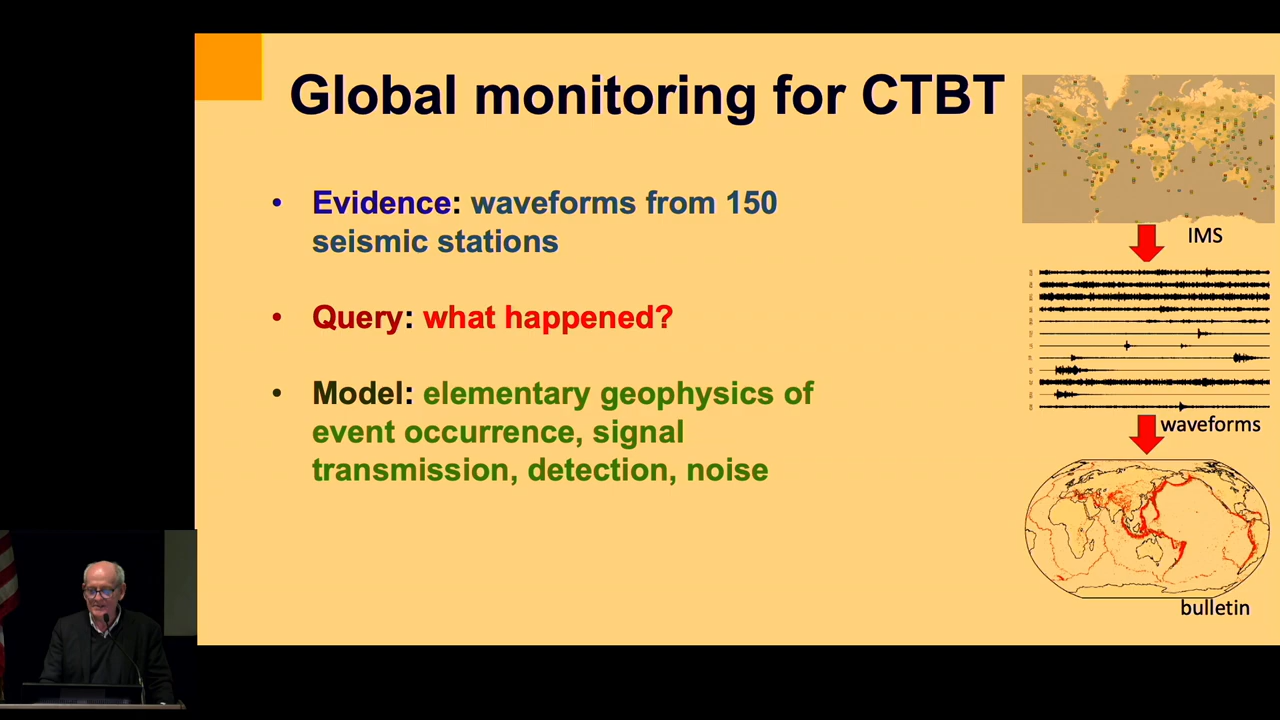 Global monitoring for CTBT
• Evidence: waveforms from 150
seismic stations
• Query: what happened?
• Model: elementary geophysics of
event occurrence, signal
transmission, detection, noise
IMS
waveforms
bulletin